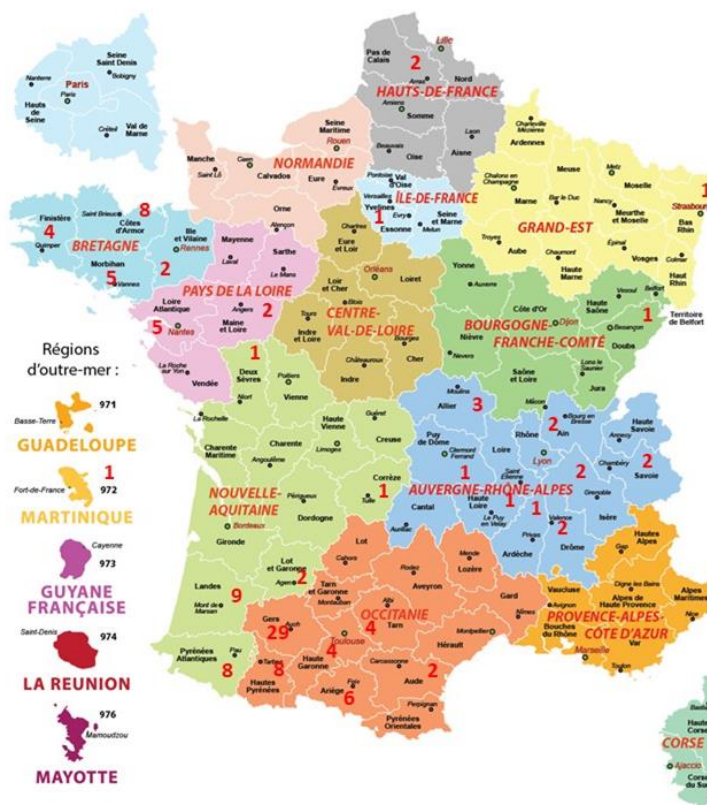 Seine
Saint Denis
Nanterre
Bobigny
Paris
Paris
Hauts
de
Seine
Créteil
Val de
Marne
Lille
Pas de
Calais
2
Nord
Arras
HAUTS-DE-FRANCE
Amiens
Somme
Laon
Beauvais
Oise
Aisne
Seine
Maritime
Rouen
NORMANDIE
Manche
Saint Lô
Caen
Calvados
Eure
Evreux
Orne
Alençon
Pontoise
Val
d'Oise
ÎLE-DE-FRANCE
Versailles
Yvelines
1
Evry
Essonne
Melun
Seine et
Marne
Charleville
Mézières
Ardennes
Meuse
Metz
Moselle
Chalons en
Champagne
Marne
Bar le Duc
Nancy
Meurthe
et Moselle
1
Strasbourg
Bas
Rhin
GRAND-EST
Troyes
Aube
Chaumont
Haute
Marne
Épinal
Vosges
Colmar
Haut
Rhin
Finistère
4
Quimper
Saint Brieuc
8
Côtes
d'Armor
BRETAGNE
Ille
et Vilaine
Rennes
Morbihan
5
Vannes
2
Mayenne
Laval
Sarthe
Le Mans
PAYS DE LA LOIRE
Loire
Atlantique
5
Nantes
Angers
2
Maine
et Loire
La Roche
sur Yon
Vendée
Chartres
Eure
et Loir
Orléans
Loiret
Loir
et Cher
Blois
CENTRE-
VAL-DE-LOIRE
Tours
Indre
et Loire
Bourges
Cher
Châteauroux
Indre
Yonne
Auxerre
Côte d'Or
Haute
Saône
Vesoul
Belfort
Territoire
de Belfort
BOURGOGNE-
FRANCHE-COMTÉ
Dijon
Besançon
1
Nièvre
Nevers
Doubs
Saône
et Loire
Lons le
Saunier
Jura
Mâcon
Régions
d'outre-mer :
971
Basse-Terre
GUADELOUPE
1
Fort-de-France
972
MARTINIQUE
Cayenne
973
GUYANE
FRANÇAISE
Saint-Denis
974
LA REUNION
976
Mamoudzou
MAYOTTE
1
Deux
Sèvres
Niort
Poitiers
Vienne
La Rochelle
Charente
Maritime
Charente
Angoulême
Haute
Vienne
Limoges
Guéret
Creuse
Corrèze
Tulle
1
NOUVELLE-
AQUITAINE
Périgueux
Dordogne
Bordeaux
Gironde
Lot
et Garonne
Agen
2
Landes
9
Mont de
Marsan
Pyrénées
Atlantiques
Pau
8
Moulins
Allier
3
Puy
de Dôme
Clermont
Ferrand
1
Loire
Rhône
2
Bourg en
Bresse
Ain
Haute
Savoie
Annecy
Lyon
Saint
Etienne
2
Chambéry
2
Savoie
AUVERGNE-RHÔNE-ALPES
Cantal
Aurillac
Haute
Loire
1
Le Puy
en Velay
1
Grenoble
Isère
Privas
Ardèche
Valence
2
Drôme
Lot
Cahors
Rodez
Aveyron
Mende
Lozère
Tarn
et Garonne
Montauban
Albi
OCCITANIE
4
Tarn
Gers
29
Auch
Toulouse
4
Haute
Garonne
Tarbes
8
Hautes
Pyrénées
Gard
Nîmes
Montpellier
Hérault
Carcassonne
2
Aude
Foix
Ariège
6
Perpignan
Pyrénées
Orientales
Hautes
Alpes
Gap
Vaucluse
Avignon
Digne les Bains
Alpes de
Haute Provence
Alpes
Maritimes
Nice
PROVENCE-ALPES-
CÔTE D'AZUR
Bouches
du Rhône
Marseille
Var
Toulon
Haute
Corse
CORSE
Ajaccio
Corse
du Su